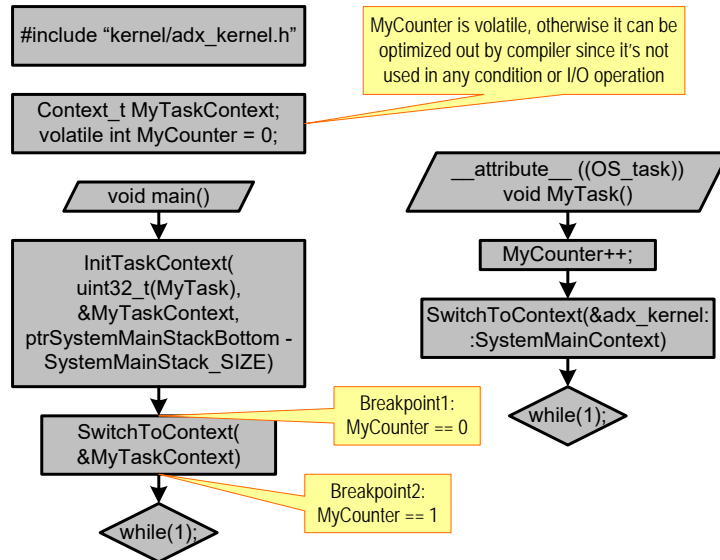 #include “kernel/adx_kernel.h”
MyCounter is volatile, otherwise it can be
optimized out by compiler since it’s not
used in any condition or I/O operation
Context_t MyTaskContext;
volatile int MyCounter = 0;
void main()
InitTaskContext(
uint32_t(MyTask),
&MyTaskContext,
ptrSystemMainStackBottom -
SystemMainStack_SIZE)
Breakpoint1:
MyCounter == 0
SwitchToContext(
&MyTaskContext)
Breakpoint2:
MyCounter == 1
while(1);
__attribute__ ((OS_task))
void MyTask()
MyCounter++;
SwitchToContext(&adx_kernel:
:SystemMainContext)
while(1);